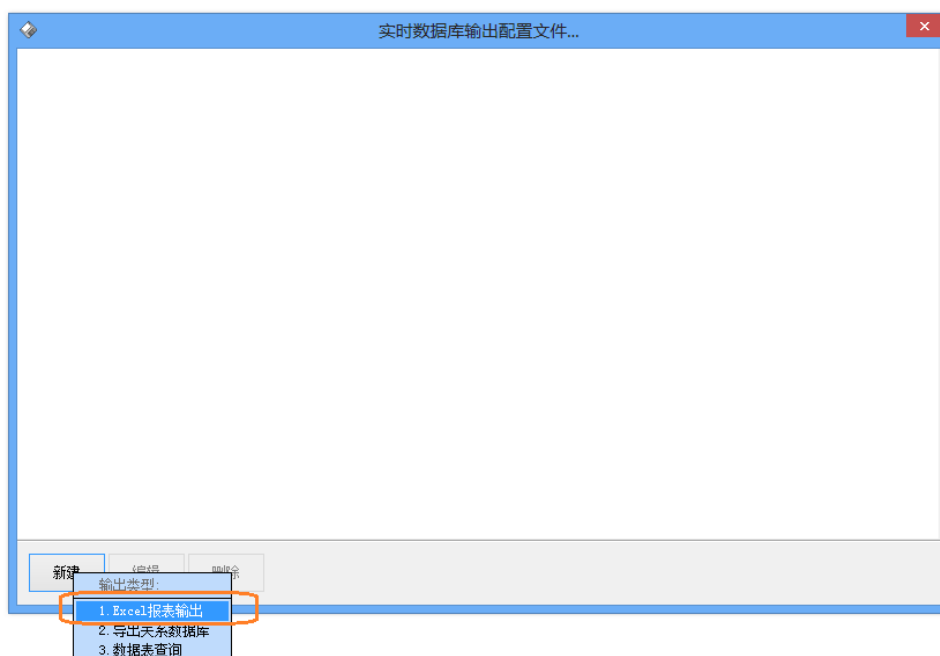 实时数据库输出配置文件...
新建 编辑 删除
输出类型:
1.Excel报表输出
2.导出关系数据库
3.数据表查询